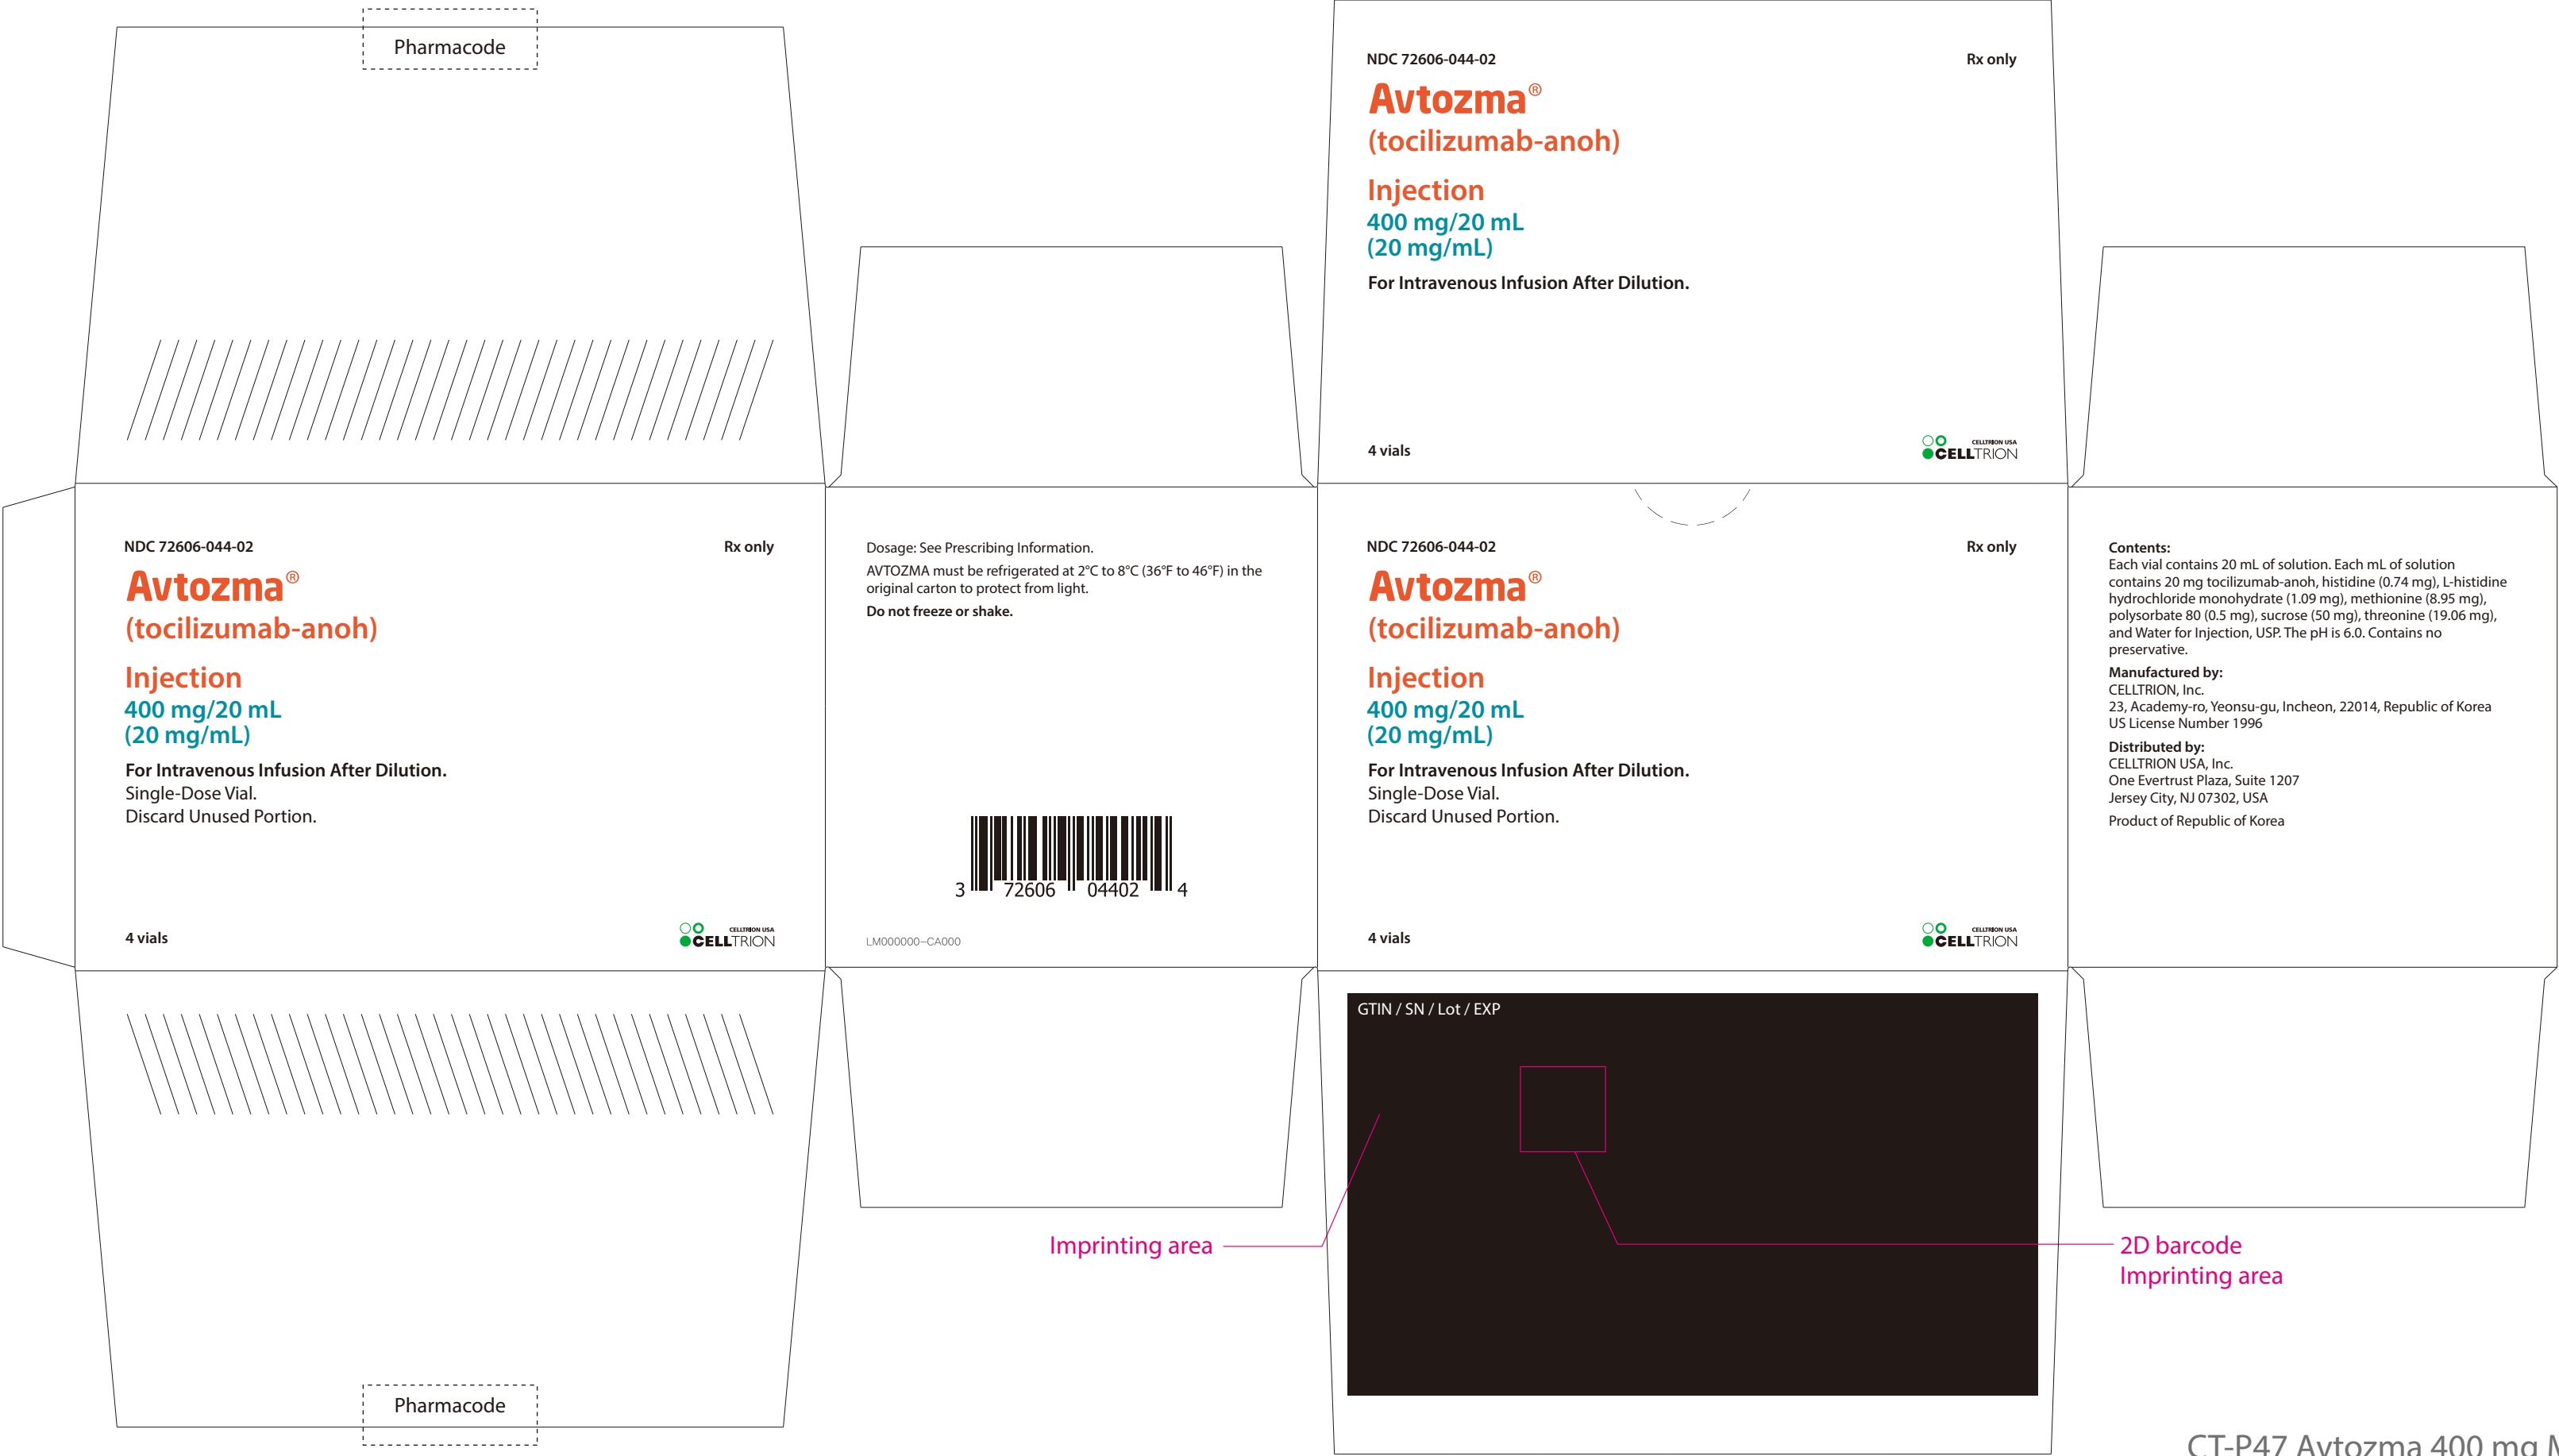 Pharmacode
NDC 72606-044-02
Rx only
Avtozma®
(tocilizumab-anoh)
Injection
400 mg/20 mL
(20 mg/mL)
For Intravenous Infusion After Dilution.
4 vials
CELLTRION USA
CELLTRION
NDC 72606-044-02
Rx only
Avtozma®
(tocilizumab-anoh)
Injection
400 mg/20 mL
(20 mg/mL)
For Intravenous Infusion After Dilution.
Single-Dose Vial.
Discard Unused Portion.
4 vials
CELLTRION USA
CELLTRION
Dosage: See Prescribing Information.
AVTOZMA must be refrigerated at 2°C to 8°C (36°F to 46°F) in the
original carton to protect from light.
Do not freeze or shake.
3 72606 04402 4
LM000000-CA000
NDC 72606-044-02
Rx only
Avtozma®
(tocilizumab-anoh)
Injection
400 mg/20 mL
(20 mg/mL)
For Intravenous Infusion After Dilution.
Single-Dose Vial.
Discard Unused Portion.
4 vials
CELLTRION USA
CELLTRION
Contents:
Each vial contains 20 mL of solution. Each mL of solution
contains 20 mg tocilizumab-anoh, histidine (0.74 mg), L-histidine
hydrochloride monohydrate (1.09 mg), methionine (8.95 mg),
polysorbate 80 (0.5 mg), sucrose (50 mg), threonine (19.06 mg),
and Water for Injection, USP. The pH is 6.0. Contains no
preservative.
Manufactured by:
CELLTRION, Inc.
23, Academy-ro, Yeonsu-gu, Incheon, 22014, Republic of Korea
US License Number 1996
Distributed by:
CELLTRION USA, Inc.
One Evertrust Plaza, Suite 1207
Jersey City, NJ 07302, USA
Product of Republic of Korea
GTIN / SN / Lot / EXP
Imprinting area
2D barcode
Imprinting area
Pharmacode
CT-P47 Avtozma 400 mg